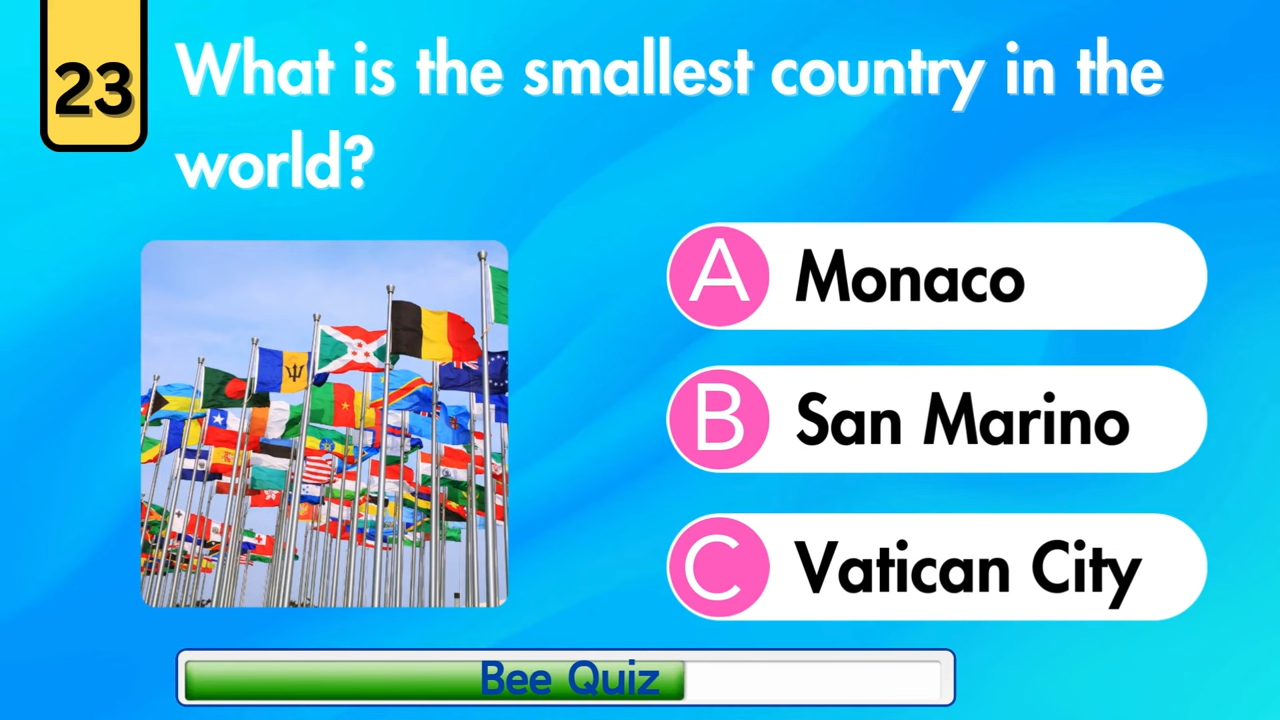 23
What is the smallest country in the
world?
A Monaco
B San Marino
C Vatican City
Bee Quiz